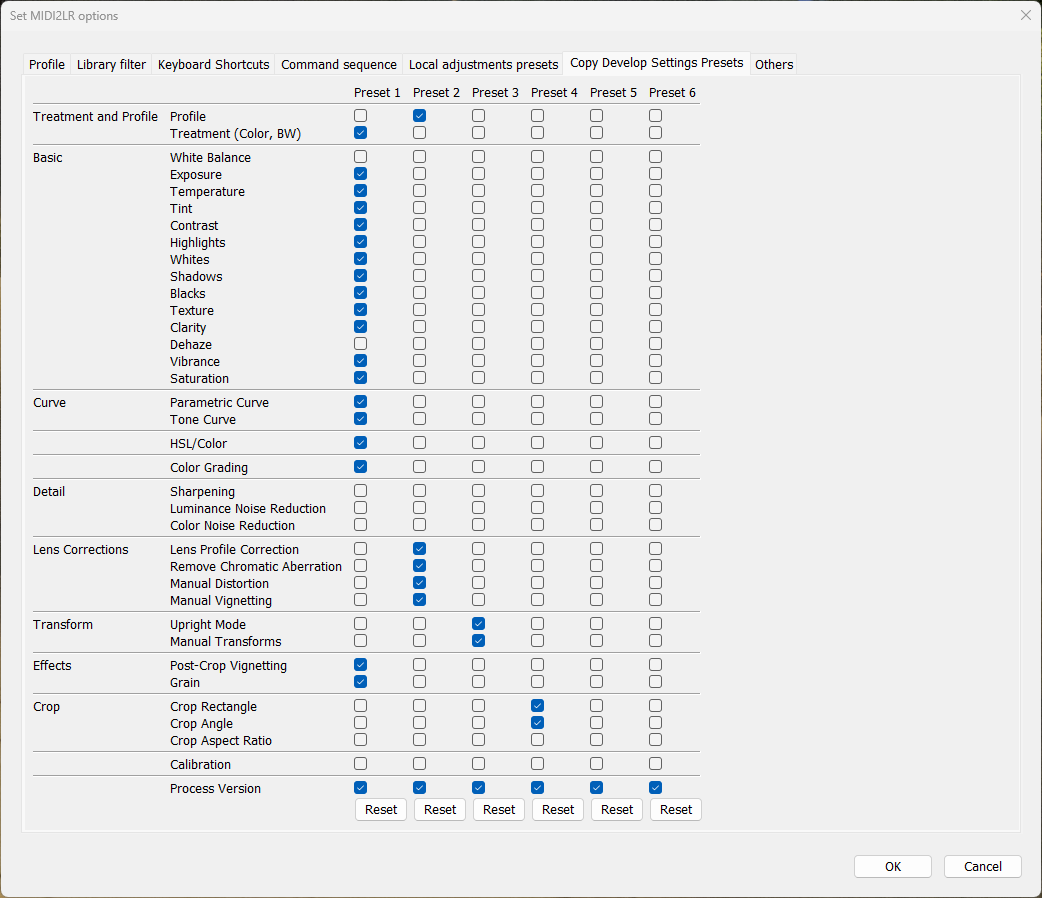 Set MIDI2LR options
Profile Library filter Keyboard Shortcuts Command sequence Local adjustments presets Copy Develop Settings Presets Others
Preset 1 Preset 2 Preset 3 Preset 4 Preset 5 Preset 6
Treatment and Profile Profile
Treatment (Color, BW)
Basic White Balance
Exposure
Temperature
Tint
Contrast
Highlights
Whites
Shadows
Blacks
Texture
Clarity
Dehaze
Vibrance
Saturation
Curve Parametric Curve
Tone Curve
HSL/Color
Color Grading
Detail Sharpening
Luminance Noise Reduction
Color Noise Reduction
Lens Corrections Lens Profile Correction
Remove Chromatic Aberration
Manual Distortion
Manual Vignetting
Transform Upright Mode
Manual Transforms
Effects Post-Crop Vignetting
Grain
Crop Crop Rectangle
Crop Angle
Crop Aspect Ratio
Calibration
Process Version
Reset Reset Reset Reset Reset Reset
OK Cancel